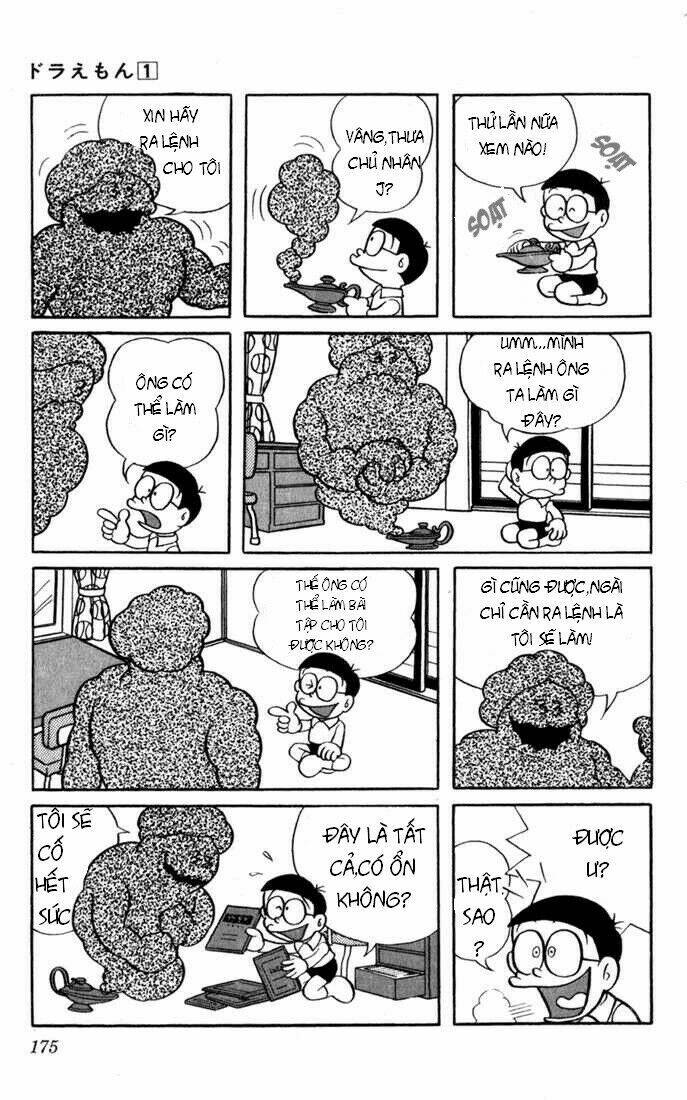 ドラえもん1
THỬ LẦN NỮA
XEM NÀO!
SOẠT
SOẠT
VÂNG,THƯA
CHỦ NHÂN
J?
XIN HÃY
RA LỆNH
CHO TÔI
UMM...MÌNH
RA LỆNH ÔNG
TA LÀM GÌ
ĐÂY?
ÔNG CÓ
THỂ LÀM
GÌ?
GÌ CŨNG ĐƯỢC,NGÀI
CHỈ CẦN RA LỆNH LÀ
TÔI SẼ LÀM!
THẾ ÔNG CÓ
THỂ LÀM BÀI
TẬP CHO TÔI
ĐƯỢC KHÔNG?
ĐƯỢC
Ư?
THẬT
SAO
?
ĐÂY LÀ TẤT
CẢ,CÓ ỔN
KHÔNG?
TÔI SẼ
CỐ
HẾT
SỨC
175